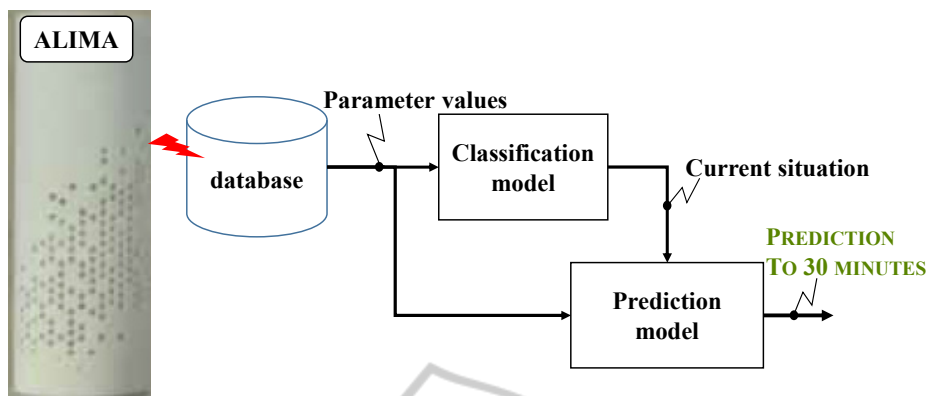 ALIMA
Parameter values
database
Classification
model
Current situation
PREDICTION
TO 30 MINUTES
Prediction
model